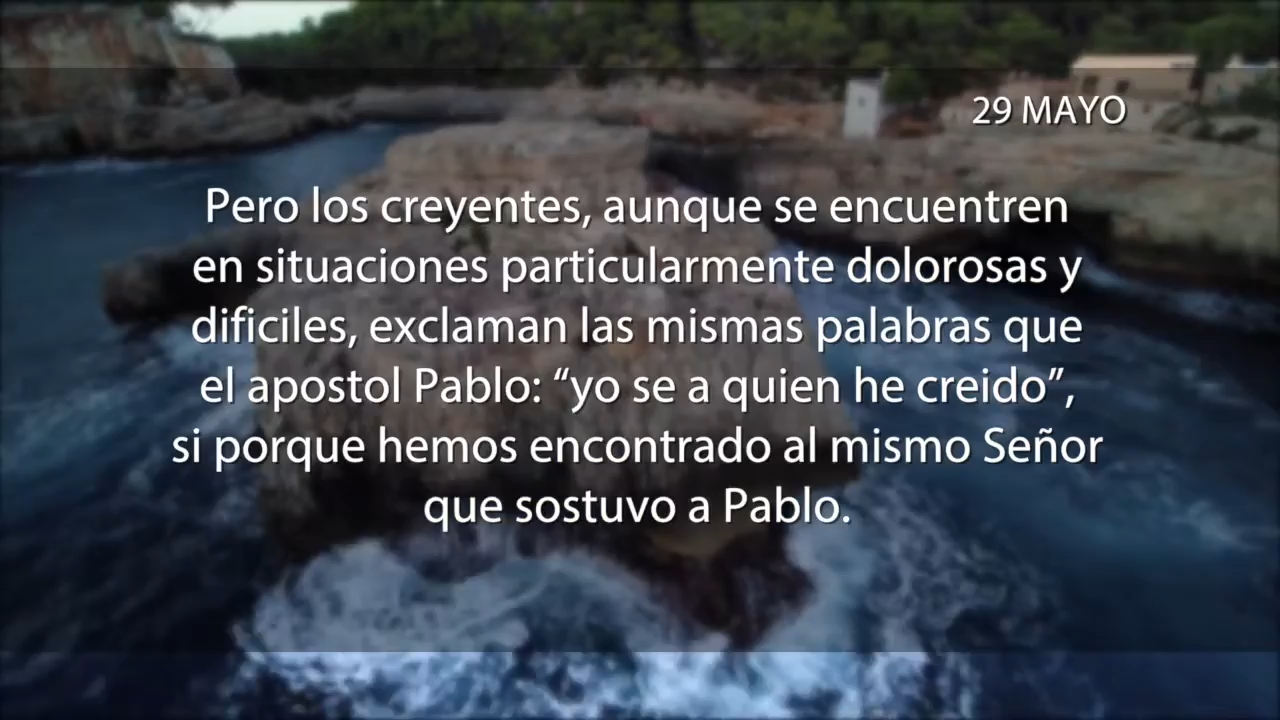 29 MAYO
Pero los creyentes, aunque se encuentren
en situaciones particularmente dolorosas y
dificiles, exclaman las mismas palabras que
el apostol Pablo: “yo se a quien he creido”,
si porque hemos encontrado al mismo Señor
que sostuvo a Pablo.